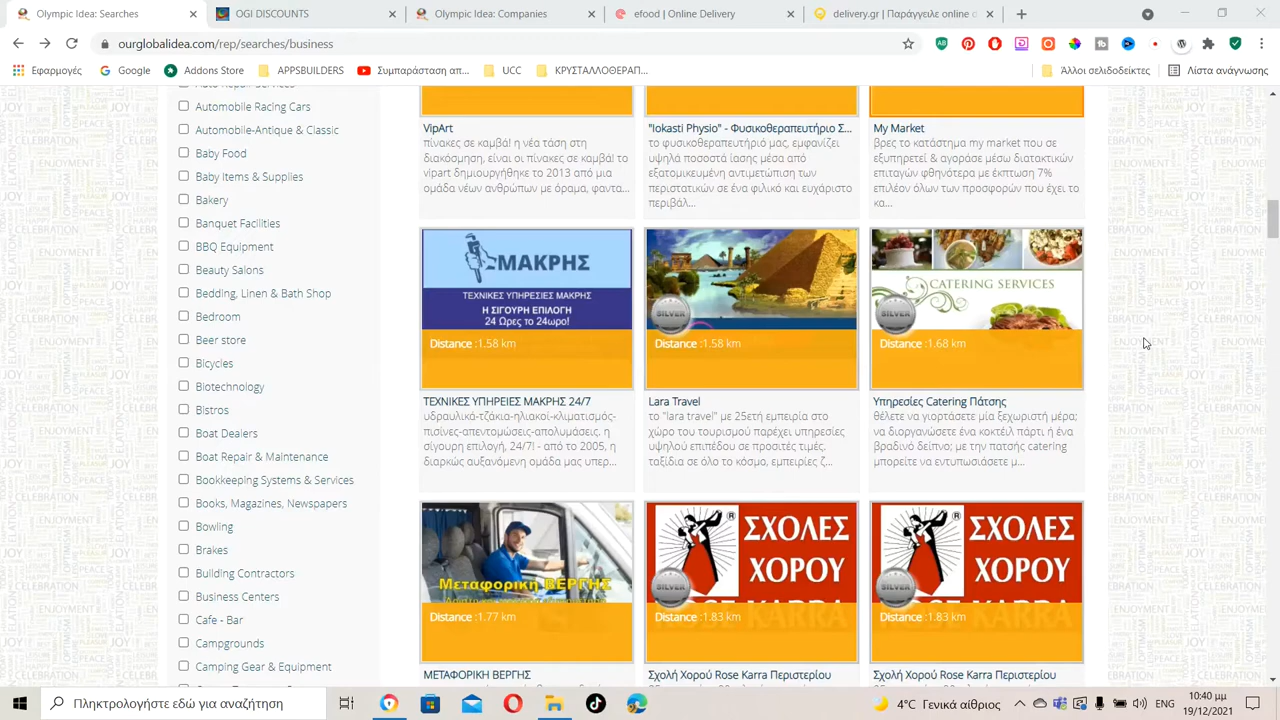 Olympic Idea: Searches
OGI DISCOUNTS
Olympic Idea: Companies
efood | Online Delivery
delivery.gr | Παράγγειλε online d
ourglobalidea.com/rep/searches/business
Εφαρμογές
Google
Addons Store
APPSBUILDERS
Συμπαράσταση απ...
UCC
ΚΡΥΣΤΑΛΛΟΘΕΡΑΠ...
Άλλοι σελιδοδείκτες
Λίστα ανάγνωσης
Automobile Racing Cars
Automobile-Antique & Classic
Baby Food
Baby Items & Supplies
Bakery
Banquet Facilities
BBQ Equipment
Beauty Salons
Bedding, Linen & Bath Shop
Bedroom
Beer store
Bicycles
Biotechnology
Bistros
Boat Dealers
Boat Repair & Maintenance
Bookkeeping Systems & Services
Books, Magazines, Newspapers
Bowling
Brakes
Building Contractors
Business Centers
Cafe - Bar
Campgrounds
Camping Gear & Equipment
VipArt
πίνακες σε καμβά! η νέα τάση στη
διακόσμηση, είναι οι πίνακες σε καμβά! το
vipart δημιουργήθηκε το 2013 από μια
ομάδα νέων ανθρώπων με όραμα, φαντα...
"Iokasti Physio" - Φυσικοθεραπευτήριο Σ...
το φυσικοθεραπευτήριό μας, εμφανίζει
υψηλά ποσοστά ίασης μέσα από
εξατομικευμένη αντιμετώπιση των
περιστατικών σε ένα φιλικό και ευχάριστο
περιβάλ...
My Market
βρες το κατάστημα my market που σε
εξυπηρετεί & αγόρασε μέσω διατακτικών
επιταγών φθηνότερα με έκπτωση 7%
επιπλέον όλων των προσφορών που έχει το
κα...
ΜΑΚΡΗΣ
ΤΕΧΝΙΚΕΣ ΥΠΗΡΕΣΙΕΣ ΜΑΚΡΗΣ
Η ΣΙΓΟΥΡΗ ΕΠΙΛΟΓΗ
24 Ώρες το 24ωρο!
Distance :1.58 km
ΤΕΧΝΙΚΕΣ ΥΠΗΡΕΙΕΣ ΜΑΚΡΗΣ 24/7
υδραυλικά-τζάκια-ηλιακοί-κλιματισμός-
πισίνες-απεντομώσεις-απολυμάσεις. η
σίγουρη επιλογή, 24/7! - από το 2005, η
διαρκώς αυξανόμενη ομάδα μας υπερ...
SILVER
Distance :1.58 km
Lara Travel
το "lara travel" με 25ετή εμπειρία στο
χώρο του τουρισμού παρέχει υπηρεσίες
υψηλού επιπέδου σε προσιτές τιμές.
ταξίδια σε όλο το κόσμο, εμπειρίες ζ...
CATERING SERVICES
SILVER
Distance :1.68 km
Υπηρεσίες Catering Πάτσης
θέλετε να γιορτάσετε μία ξεχωριστή μέρα;
να διοργανώσετε ένα κοκτέιλ πάρτι ή ένα
βραδινό δείπνο; με την πατσής catering
μπορείτε να εντυπωσιάσετε μ...
Μεταφορική ΒΕΡΓΗΣ
Distance :1.77 km
ΜΕΤΑΦΟΡΙΚΗ ΒΕΡΓΗΣ
ΣΧΟΛΕΣ
ΧΟΡΟΥ
SILVER
Distance :1.83 km
Σχολή Χορού Rose Karra Περιστερίου
ΣΧΟΛΕΣ
ΧΟΡΟΥ
SILVER
Distance :1.83 km
Σχολή Χορού Rose Karra Περιστερίου
Πληκτρολογήστε εδώ για αναζήτηση
4°C Γενικά αίθριος
ENG
10:40 μμ
19/12/2021